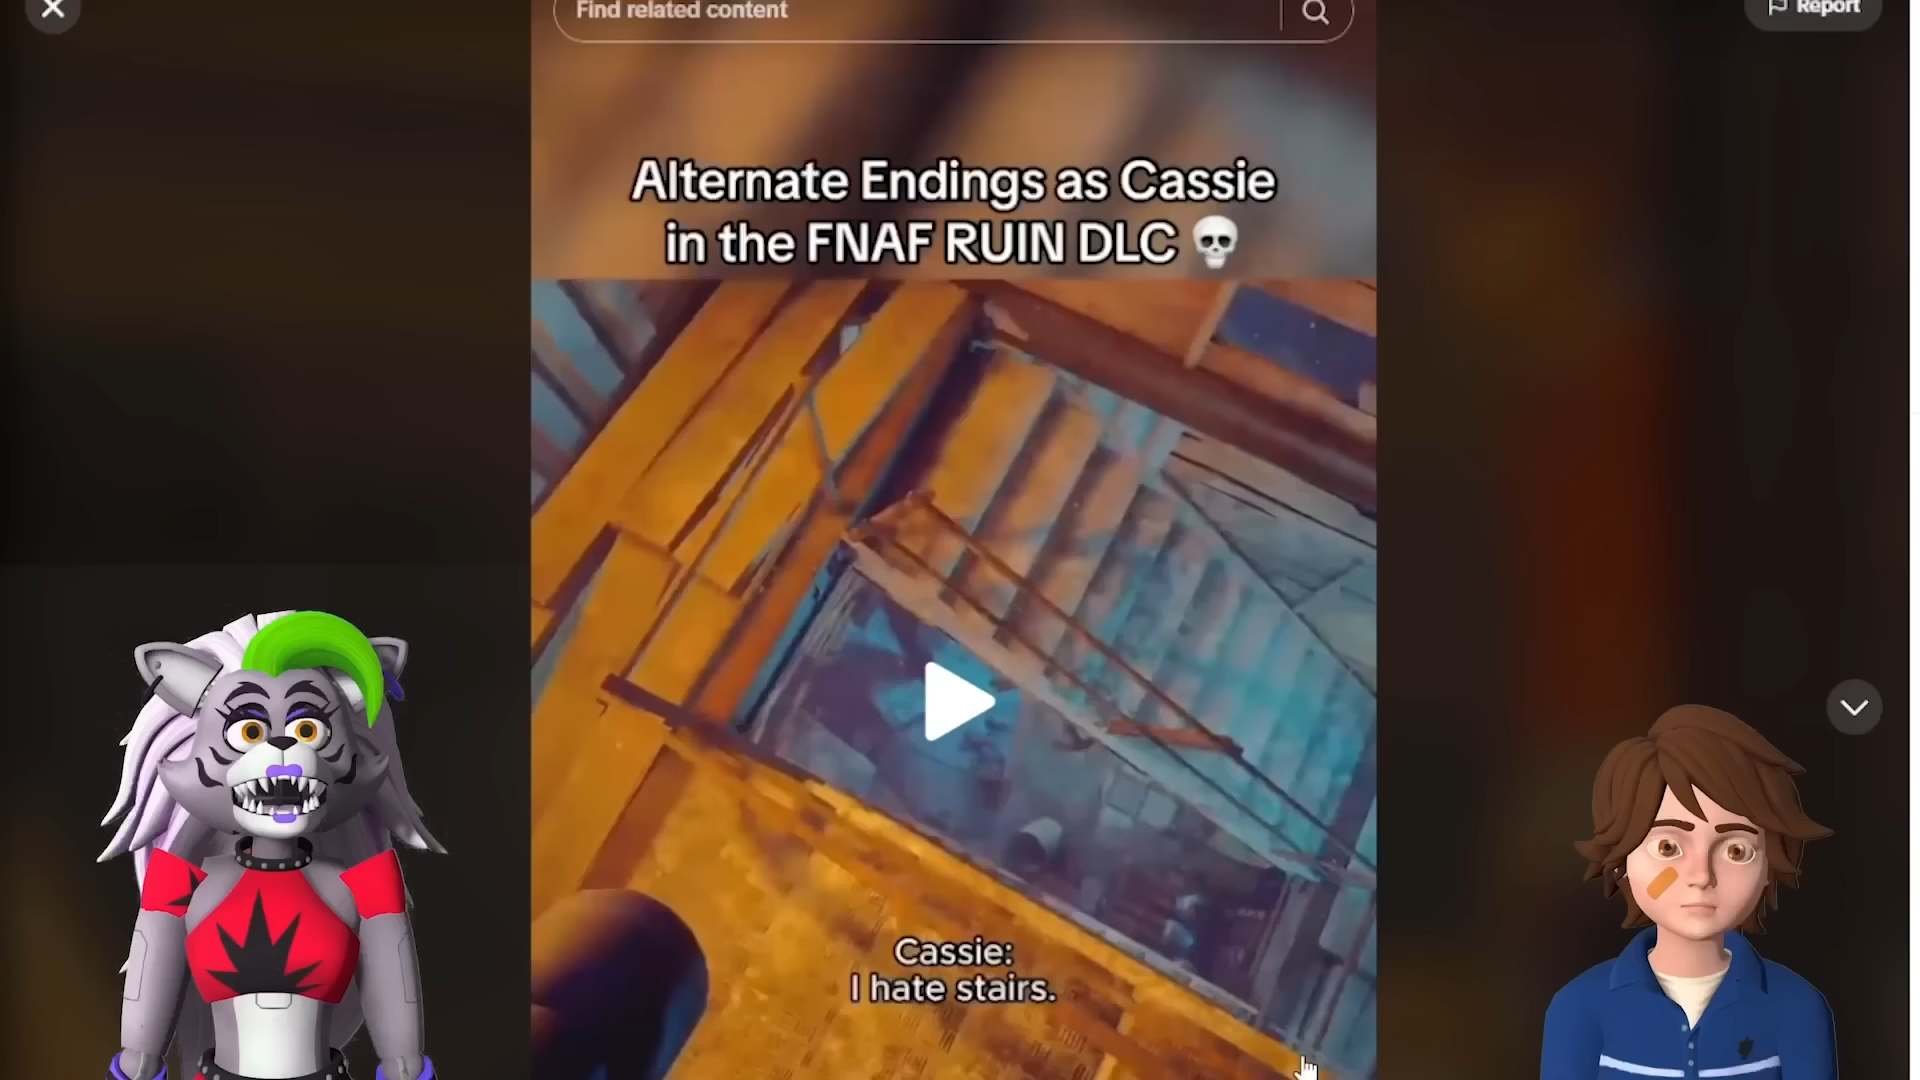 Find related content
Report
Alternate Endings as Cassie
in the FNAF RUIN DLC 💀
Cassie:
I hate stairs.